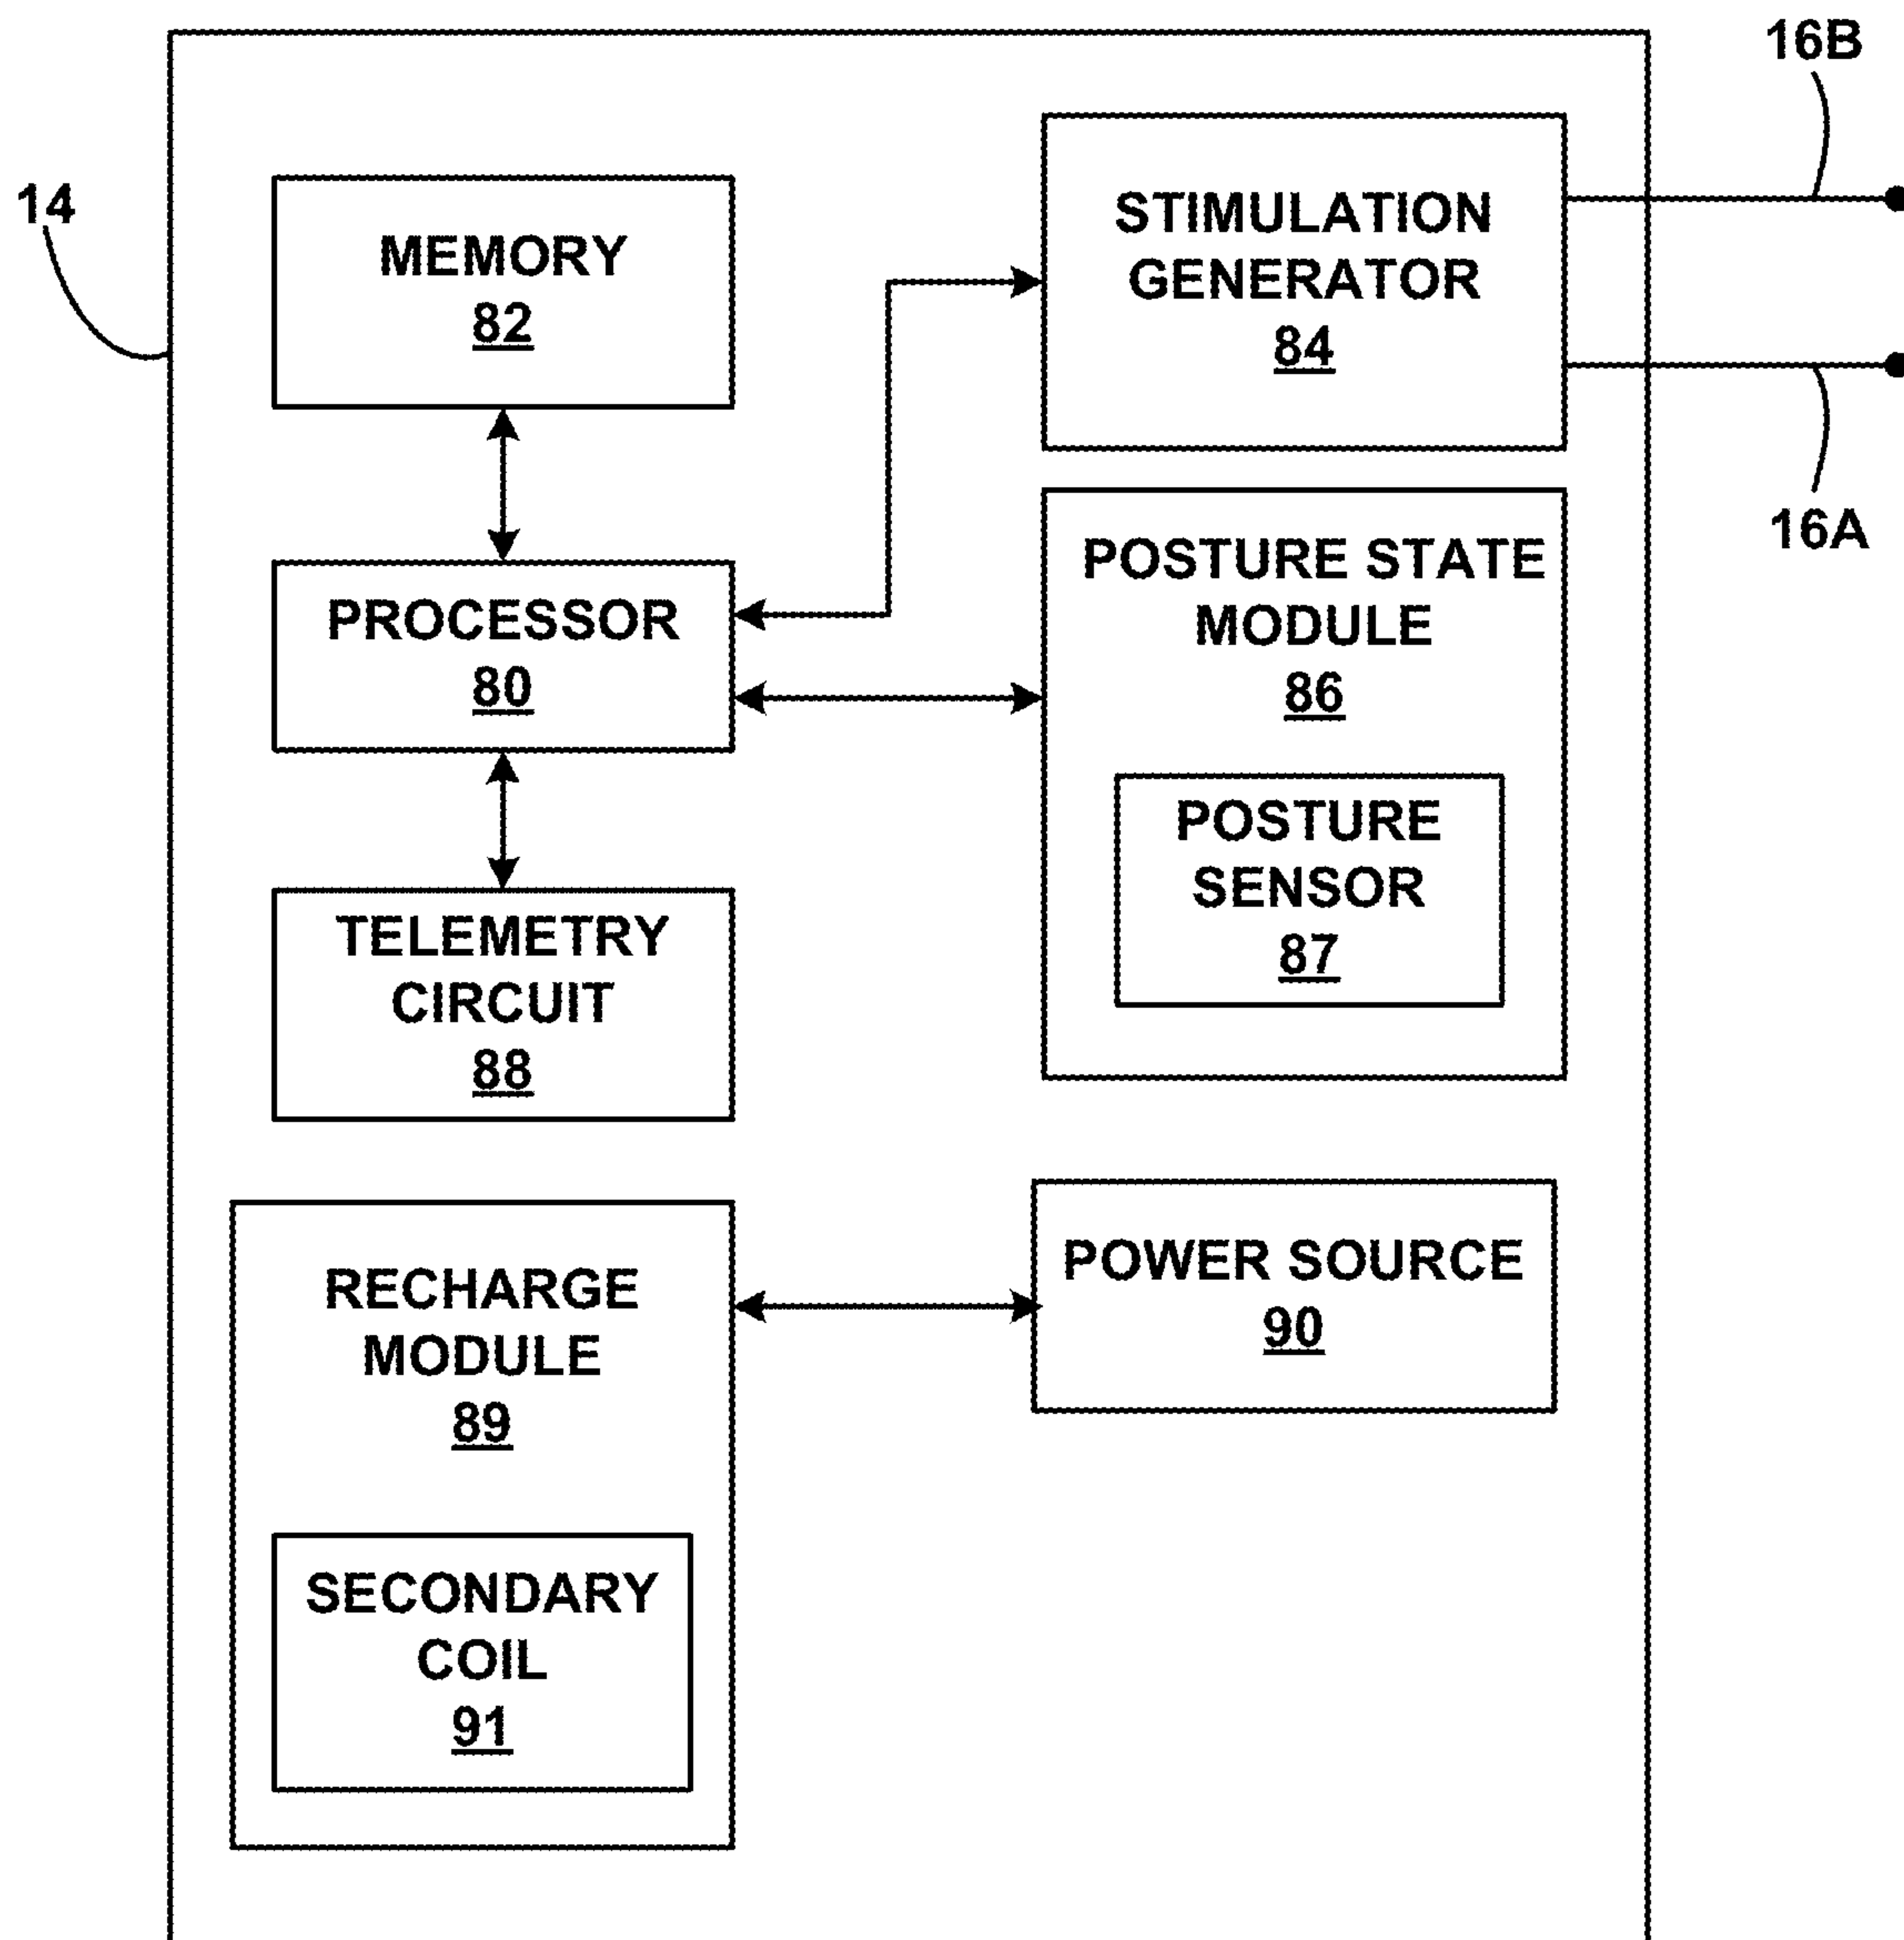 16B
14
MEMORY
82
STIMULATION
GENERATOR
84
16A
PROCESSOR
80
POSTURE STATE
MODULE
86
POSTURE
SENSOR
87
TELEMETRY
CIRCUIT
88
RECHARGE
MODULE
89
POWER SOURCE
90
SECONDARY
COIL
91